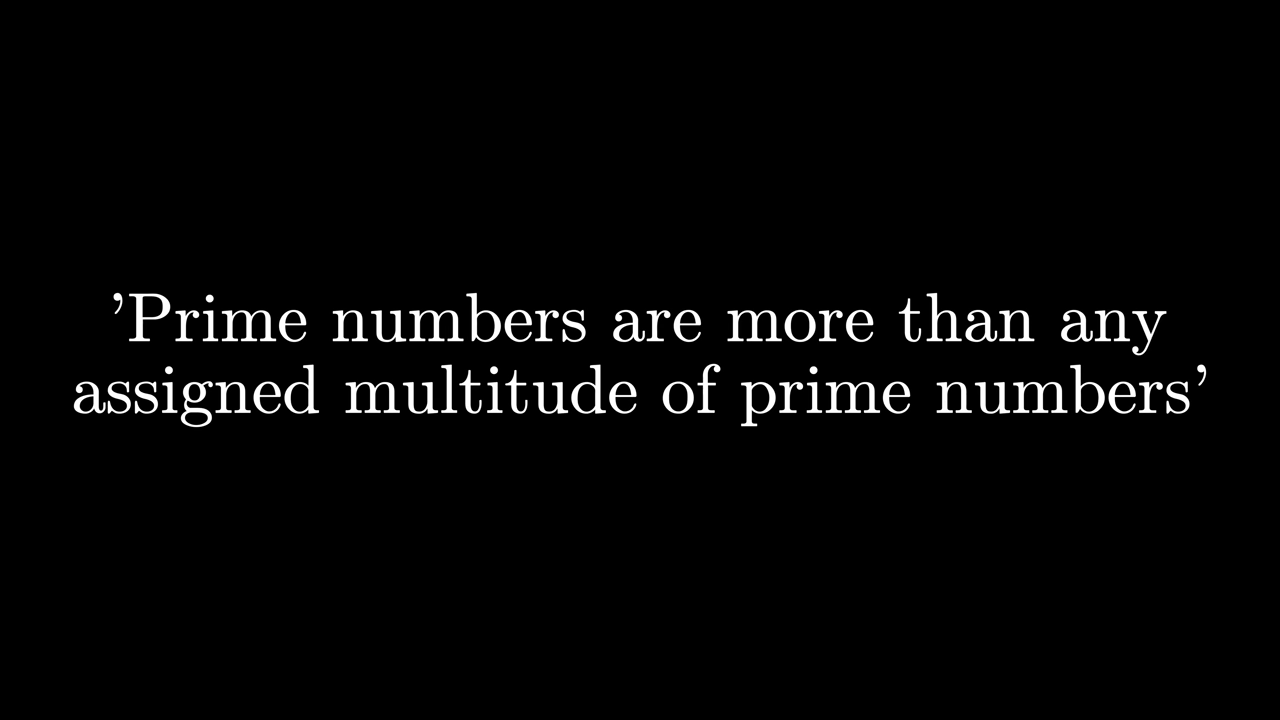 ’Prime numbers are more than any
assigned multitude of prime numbers’